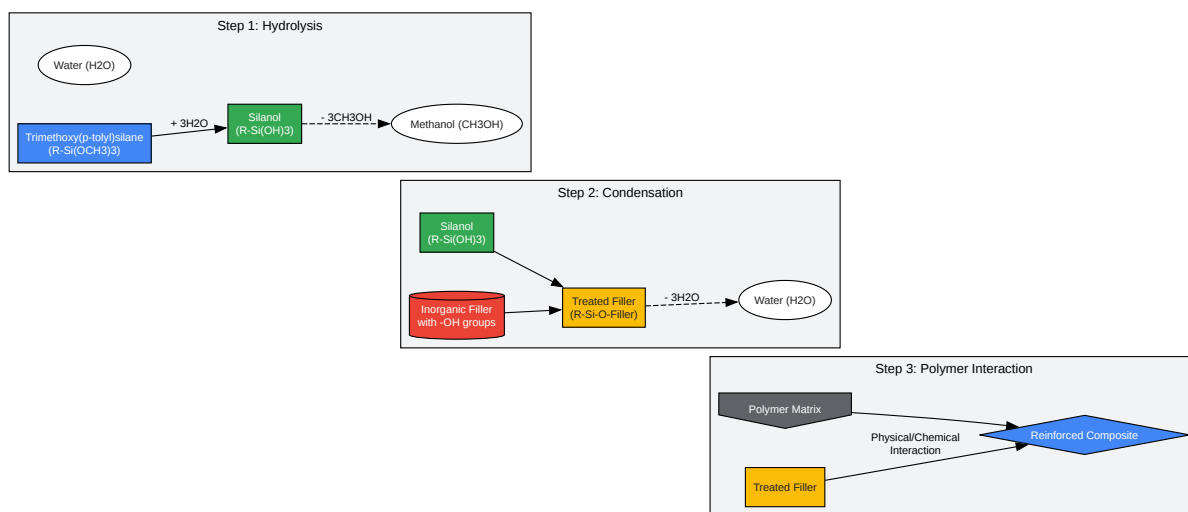 Step 1: Hydrolysis
Water (H2O)
Trimethoxy(p-tolyl)silane
(R-Si(OCH3)3)
+ 3H2O
Silanol
(R-Si(OH)3)
- 3CH3OH
Methanol (CH3OH)
Step 2: Condensation
Silanol
(R-Si(OH)3)
Inorganic Filler
with -OH groups
Treated Filler
(R-Si-O-Filler)
- 3H2O
Water (H2O)
Step 3: Polymer Interaction
Polymer Matrix
Physical/Chemical
Interaction
Reinforced Composite
Treated Filler